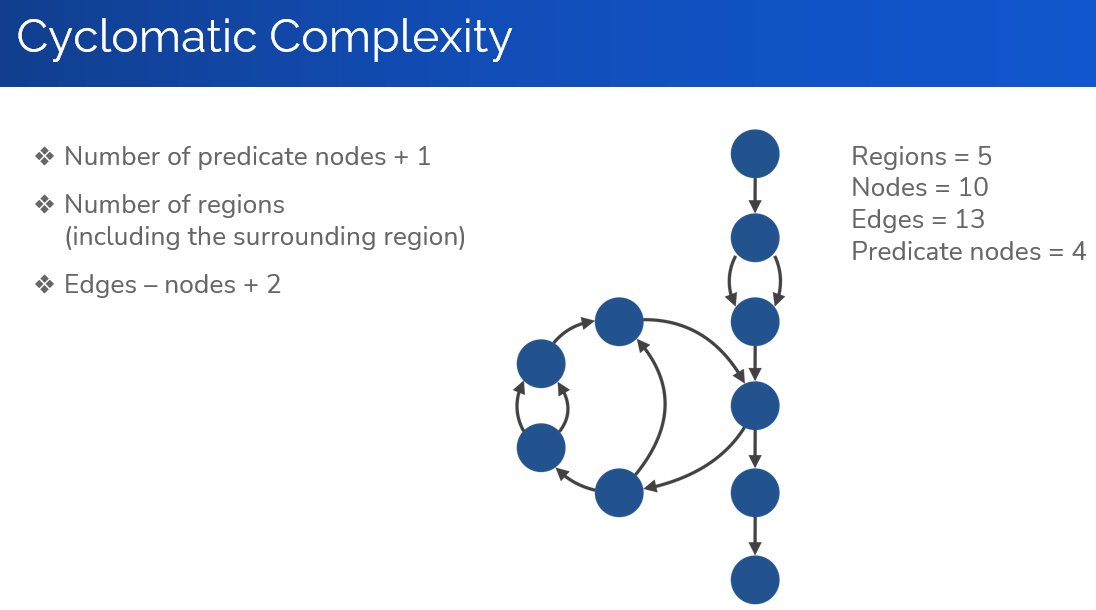 Cyclomatic Complexity
❖ Number of predicate nodes + 1
❖ Number of regions
(including the surrounding region)
❖ Edges – nodes + 2
Regions = 5
Nodes = 10
Edges = 13
Predicate nodes = 4